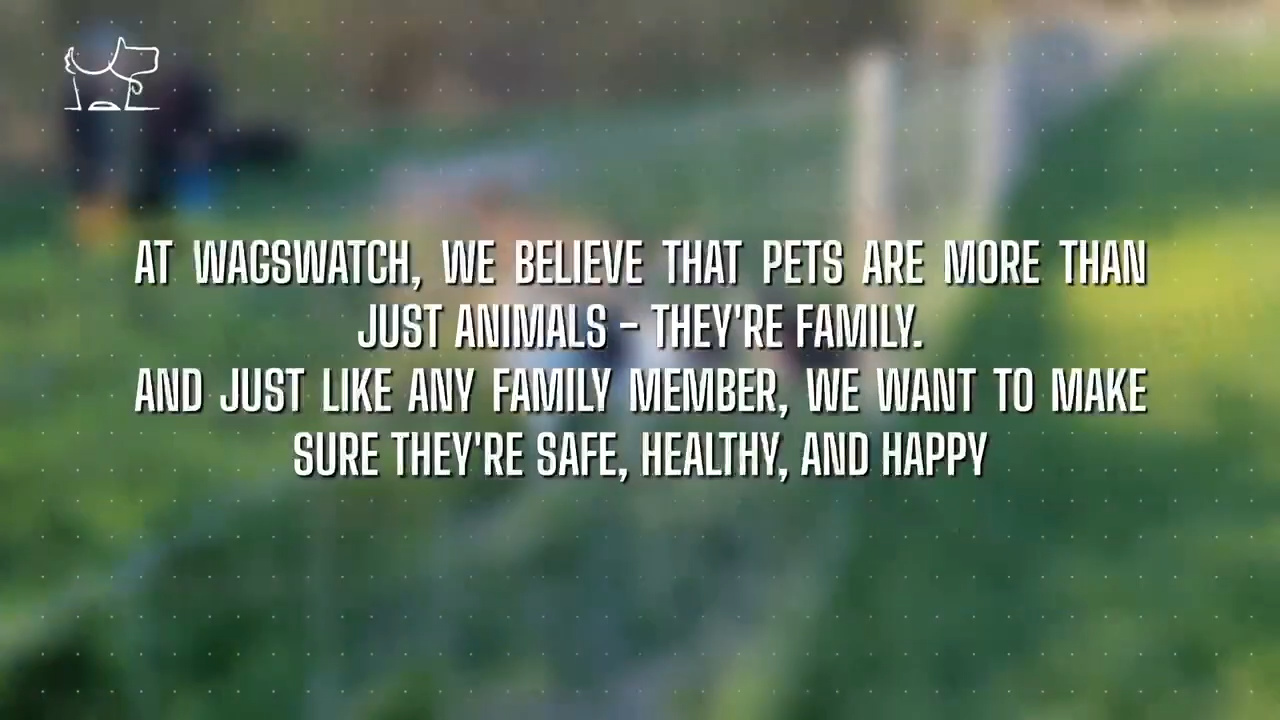 AT WAGSWATCH, WE BELIEVE THAT PETS ARE MORE THAN
JUST ANIMALS - THEY'RE FAMILY.
AND JUST LIKE ANY FAMILY MEMBER, WE WANT TO MAKE
SURE THEY'RE SAFE, HEALTHY, AND HAPPY